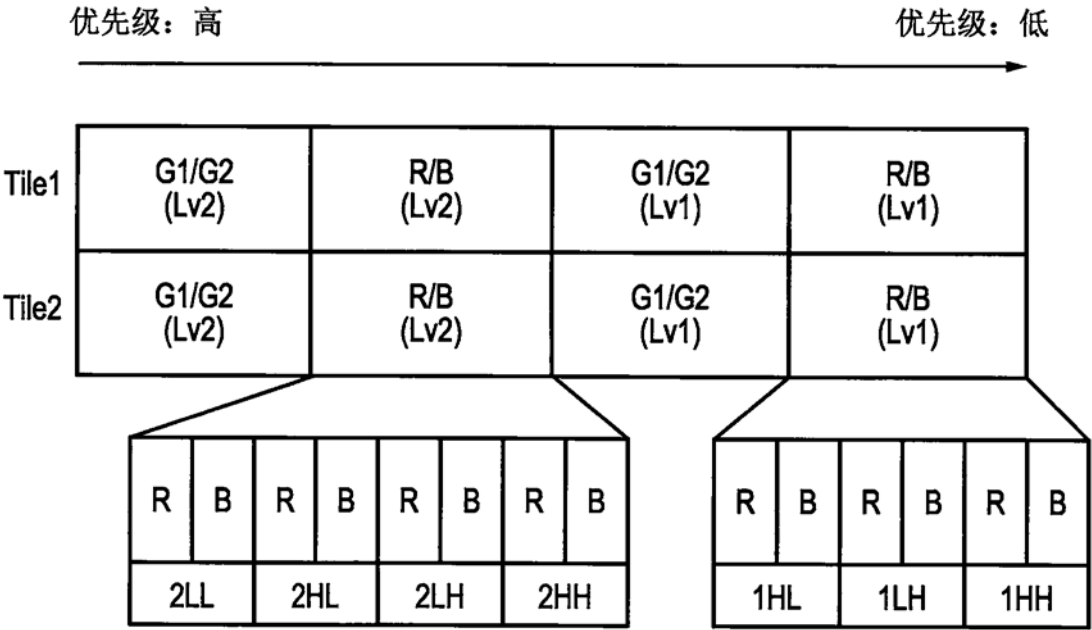 优先级：高 优先级：低
Tile1 G1/G2 (Lv2) R/B (Lv2) G1/G2 (Lv1) R/B (Lv1)
Tile2 G1/G2 (Lv2) R/B (Lv2) G1/G2 (Lv1) R/B (Lv1)
R B R B R B R B R B R B R B
2LL 2HL 2LH 2HH 1HL 1LH 1HH